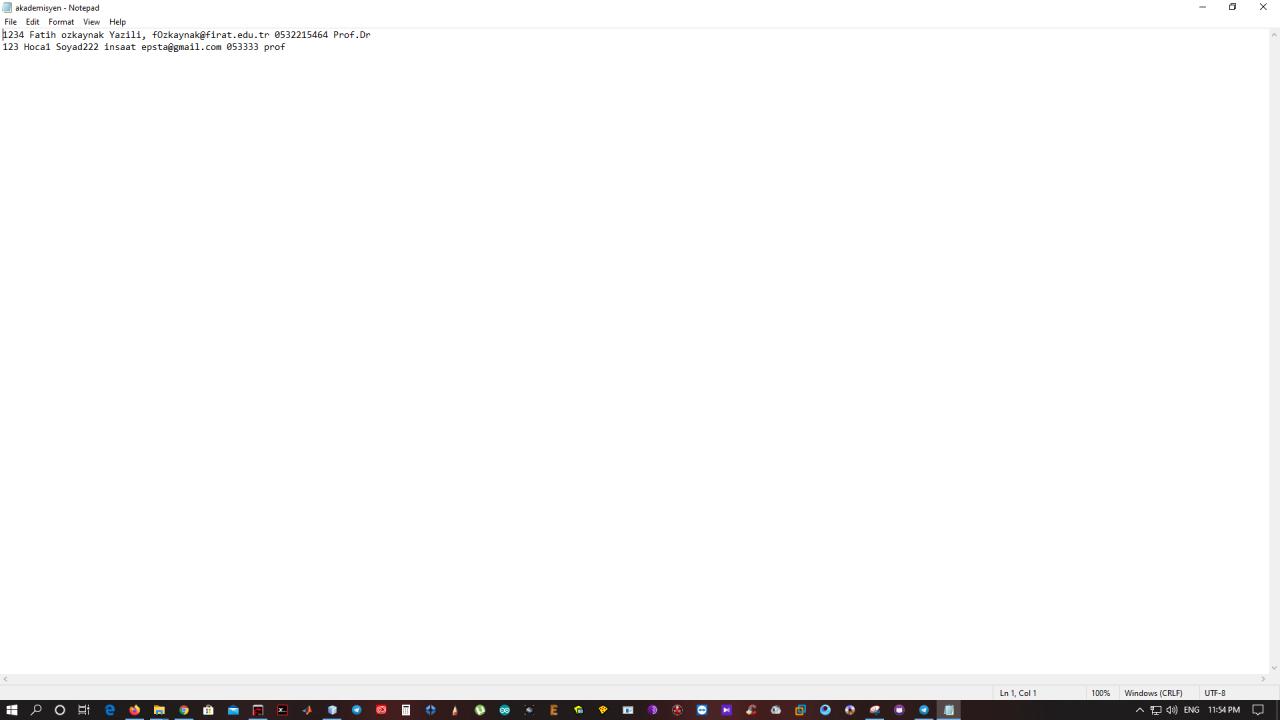 akademisyen - Notepad
File Edit Format View Help
1234 Fatih ozkaynak Yazili, fOzkaynak@firat.edu.tr 0532215464 Prof.Dr
123 Hoca1 Soyad222 insaat epsta@gmail.com 053333 prof
Ln 1, Col 1 100% Windows (CRLF) UTF-8
ENG 11:54 PM